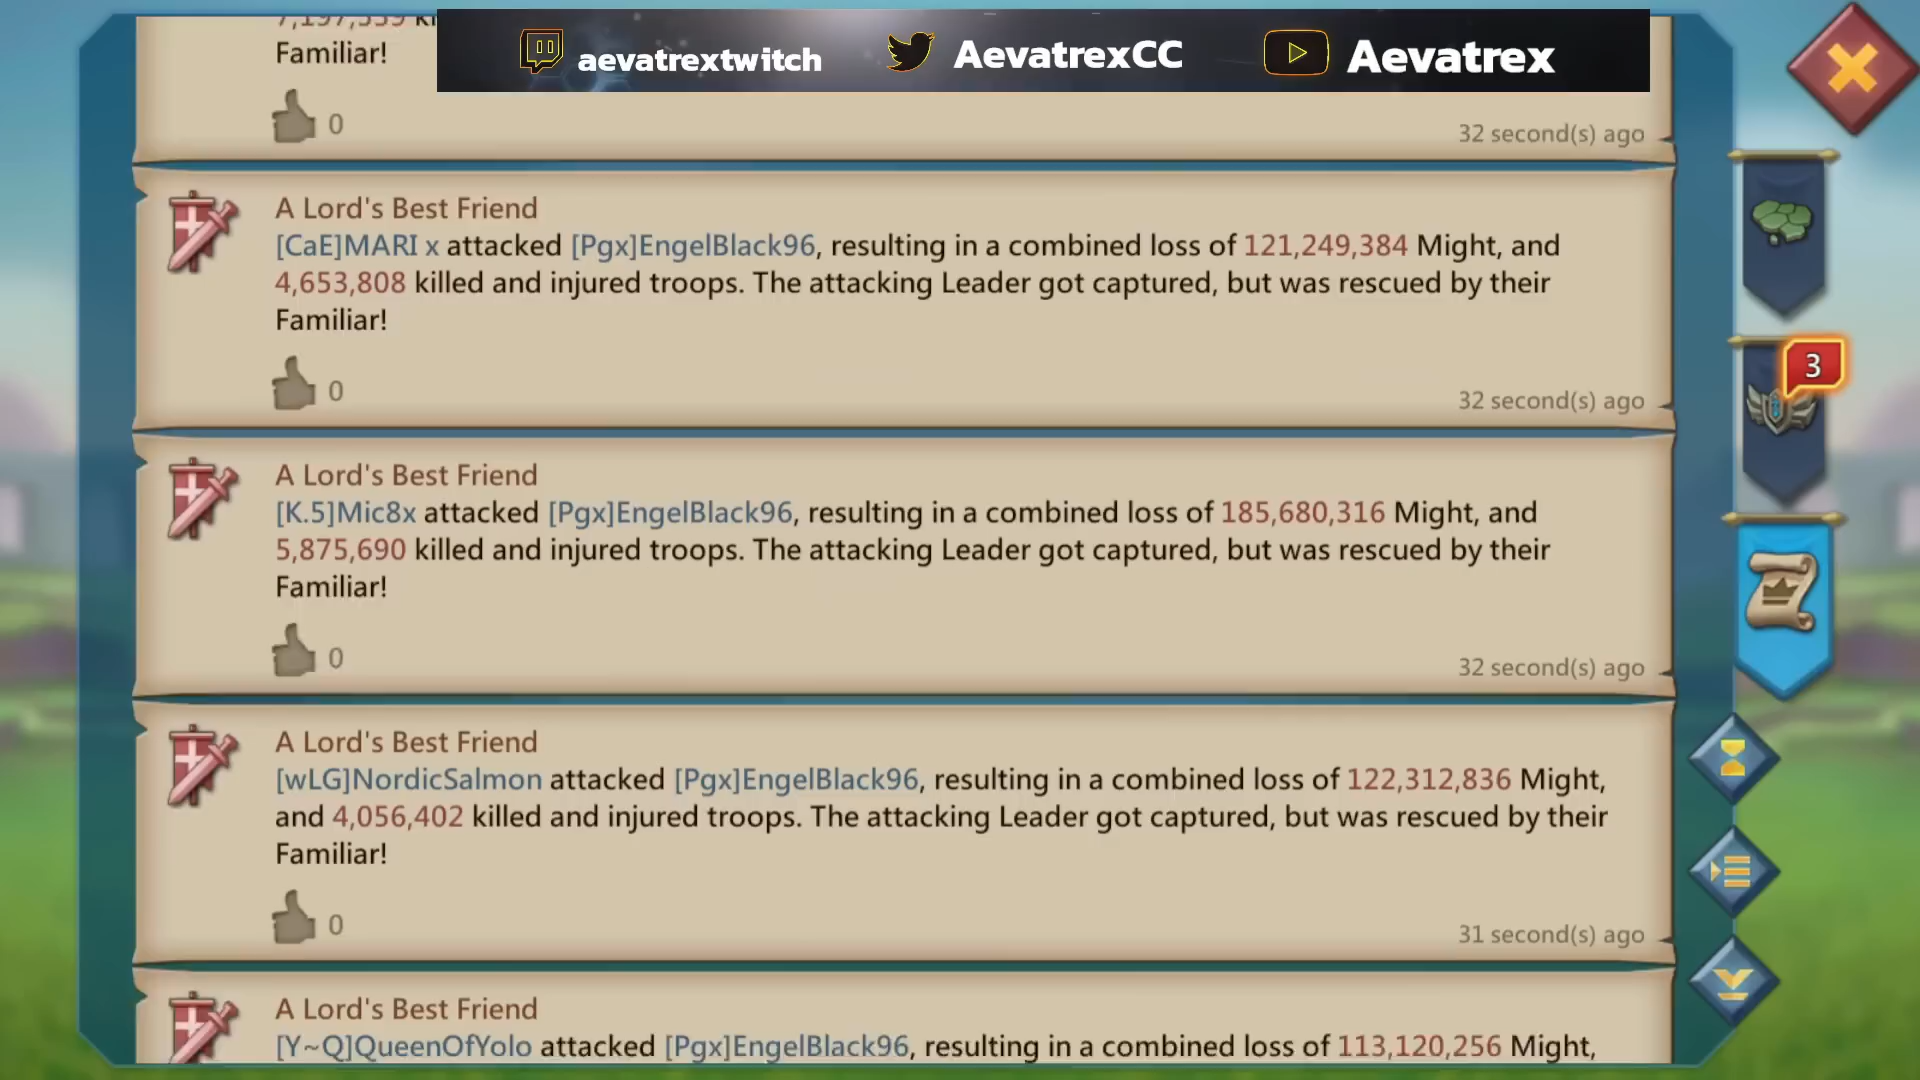 aevatrextwitch AevatrexCC Aevatrex
Familiar!
0
32 second(s) ago
A Lord's Best Friend
[CaE]MARI x attacked [Pgx]EngelBlack96, resulting in a combined loss of 121,249,384 Might, and
4,653,808 killed and injured troops. The attacking Leader got captured, but was rescued by their
Familiar!
0
32 second(s) ago
3
A Lord's Best Friend
[K.5]Mic8x attacked [Pgx]EngelBlack96, resulting in a combined loss of 185,680,316 Might, and
5,875,690 killed and injured troops. The attacking Leader got captured, but was rescued by their
Familiar!
0
32 second(s) ago
A Lord's Best Friend
[wLG]NordicSalmon attacked [Pgx]EngelBlack96, resulting in a combined loss of 122,312,836 Might,
and 4,056,402 killed and injured troops. The attacking Leader got captured, but was rescued by their
Familiar!
0
31 second(s) ago
A Lord's Best Friend
[Y~Q]QueenOfYolo attacked [Pgx]EngelBlack96, resulting in a combined loss of 113,120,256 Might,